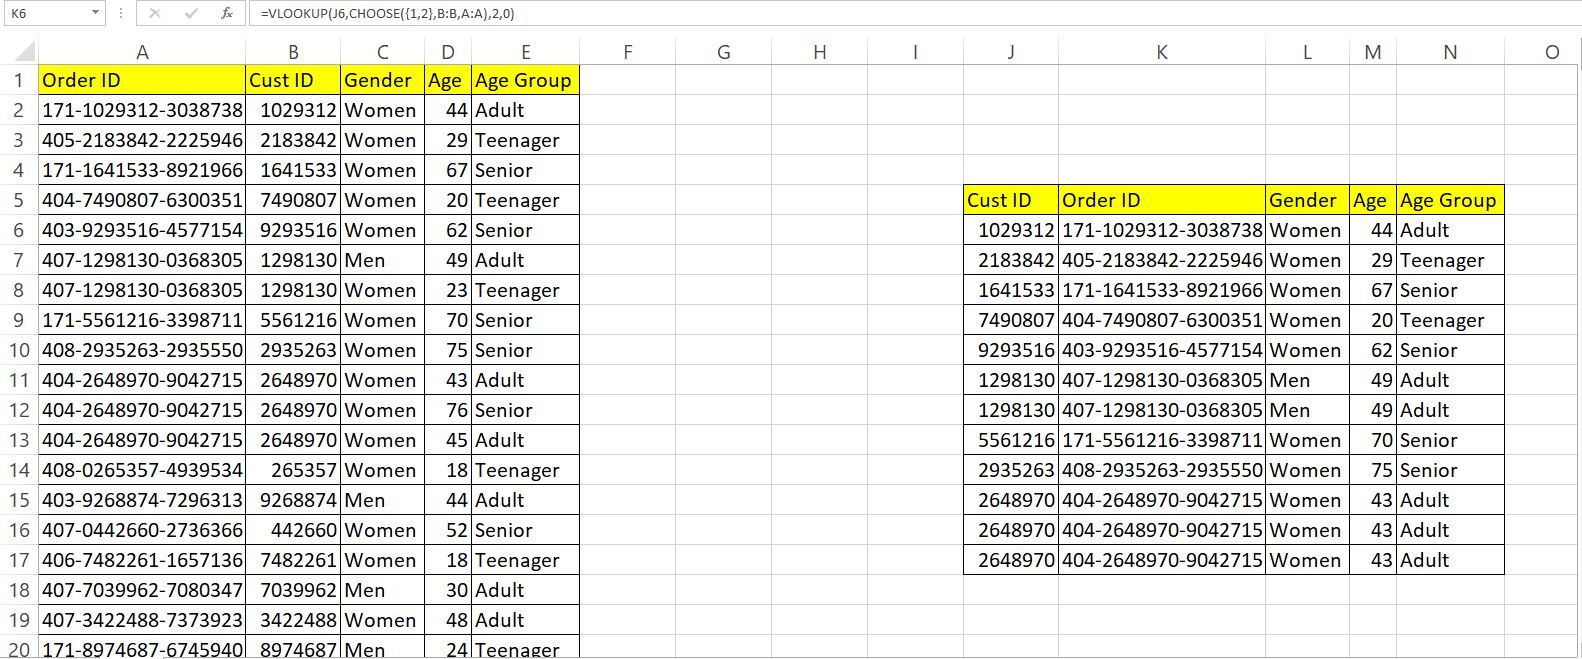 K6 fx =VLOOKUP(J6,CHOOSE({1,2},B:B,A:A),2,0)
A B C D E F G H I J K L M N O
1 Order ID Cust ID Gender Age Age Group
2 171-1029312-3038738 1029312 Women 44 Adult
3 405-2183842-2225946 2183842 Women 29 Teenager
4 171-1641533-8921966 1641533 Women 67 Senior
5 404-7490807-6300351 7490807 Women 20 Teenager Cust ID Order ID Gender Age Age Group
6 403-9293516-4577154 9293516 Women 62 Senior 1029312 171-1029312-3038738 Women 44 Adult
7 407-1298130-0368305 1298130 Men 49 Adult 2183842 405-2183842-2225946 Women 29 Teenager
8 407-1298130-0368305 1298130 Women 23 Teenager 1641533 171-1641533-8921966 Women 67 Senior
9 171-5561216-3398711 5561216 Women 70 Senior 7490807 404-7490807-6300351 Women 20 Teenager
10 408-2935263-2935550 2935263 Women 75 Senior 9293516 403-9293516-4577154 Women 62 Senior
11 404-2648970-9042715 2648970 Women 43 Adult 1298130 407-1298130-0368305 Men 49 Adult
12 404-2648970-9042715 2648970 Women 76 Senior 1298130 407-1298130-0368305 Men 49 Adult
13 404-2648970-9042715 2648970 Women 45 Adult 5561216 171-5561216-3398711 Women 70 Senior
14 408-0265357-4939534 265357 Women 18 Teenager 2935263 408-2935263-2935550 Women 75 Senior
15 403-9268874-7296313 9268874 Men 44 Adult 2648970 404-2648970-9042715 Women 43 Adult
16 407-0442660-2736366 442660 Women 52 Senior 2648970 404-2648970-9042715 Women 43 Adult
17 406-7482261-1657136 7482261 Women 18 Teenager 2648970 404-2648970-9042715 Women 43 Adult
18 407-7039962-7080347 7039962 Men 30 Adult
19 407-3422488-7373923 3422488 Women 48 Adult
20 171-8974687-6745940 8974687 Men 24 Teenager